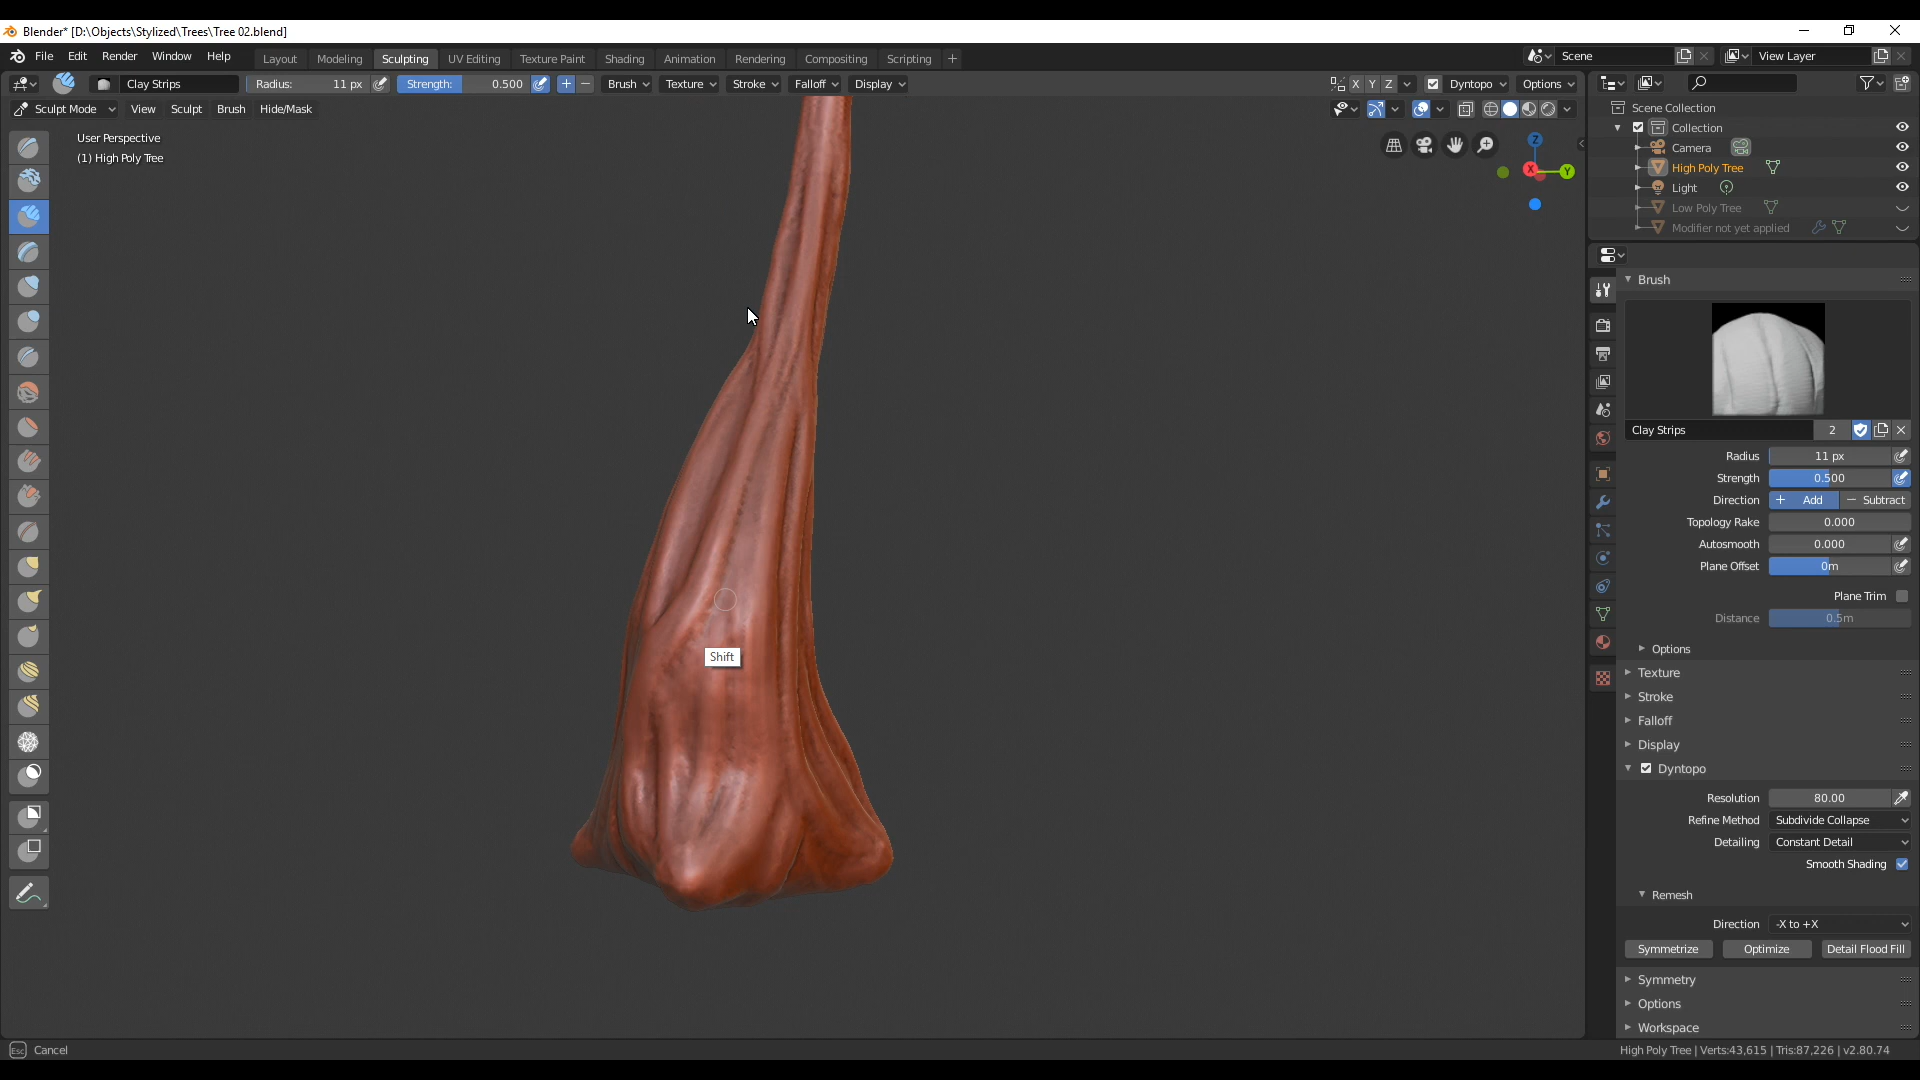 Blender* [D:\Objects\Stylized\Trees\Tree 02.blend]
File Edit Render Window Help Layout Modeling Sculpting UV Editing Texture Paint Shading Animation Rendering Compositing Scripting + Scene View Layer
Clay Strips Radius: 11 px Strength: 0.500 + − Brush Texture Stroke Falloff Display X Y Z Dyntopo Options
Sculpt Mode View Sculpt Brush Hide/Mask
User Perspective
(1) High Poly Tree
Z
X
Y
Shift
Scene Collection
Collection
Camera
High Poly Tree
Light
Low Poly Tree
Modifier not yet applied
Brush
Clay Strips 2
Radius 11 px
Strength 0.500
Direction + Add − Subtract
Topology Rake 0.000
Autosmooth 0.000
Plane Offset 0m
Plane Trim
Distance 0.5m
Options
Texture
Stroke
Falloff
Display
Dyntopo
Resolution 80.00
Refine Method Subdivide Collapse
Detailing Constant Detail
Smooth Shading
Remesh
Direction -X to +X
Symmetrize Optimize Detail Flood Fill
Symmetry
Options
Workspace
Esc Cancel
High Poly Tree | Verts:43,615 | Tris:87,226 | v2.80.74